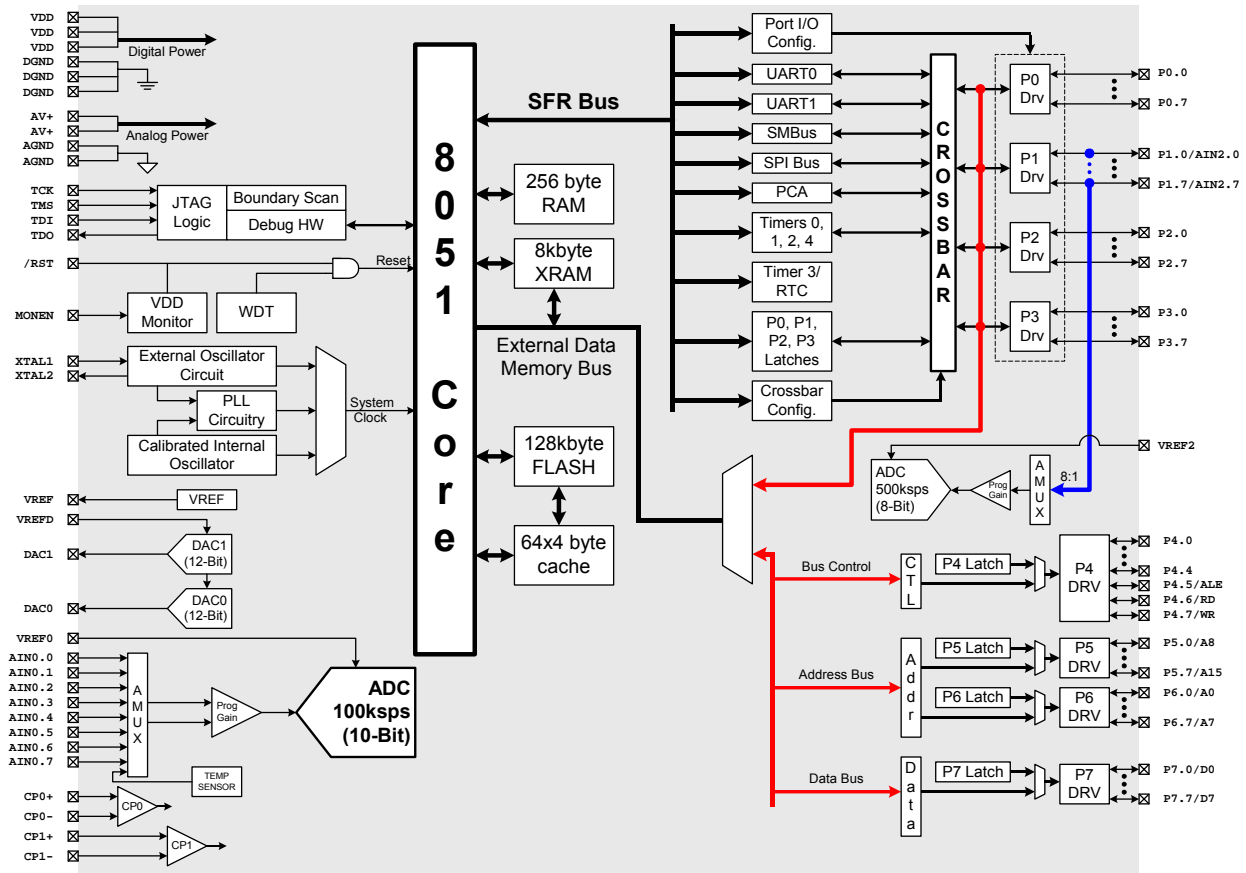 VDD
VDD
VDD
Digital Power
DGND
DGND
DGND
AV+
AV+
Analog Power
AGND
AGND
TCK
TMS
TDI
TDO
JTAG
Logic
Boundary Scan
Debug HW
/RST
Reset
MONEN
VDD
Monitor
WDT
XTAL1
XTAL2
External Oscillator
Circuit
PLL
Circuitry
Calibrated Internal
Oscillator
System
Clock
VREF
VREF
VREFD
DAC1
DAC1
(12-Bit)
DAC0
DAC0
(12-Bit)
VREF0
AIN0.0
AIN0.1
AIN0.2
AIN0.3
AIN0.4
AIN0.5
AIN0.6
AIN0.7
AMUX
Prog
Gain
ADC
100ksps
(10-Bit)
TEMP
SENSOR
CP0+
CP0-
CP0
CP1+
CP1-
CP1
8051 Core
SFR Bus
256 byte
RAM
8kbyte
XRAM
External Data
Memory Bus
128kbyte
FLASH
64x4 byte
cache
Port I/O
Config.
UART0
UART1
SMBus
SPI Bus
PCA
Timers 0,
1, 2, 4
Timer 3/
RTC
P0, P1,
P2, P3
Latches
Crossbar
Config.
CROSSBAR
P0
Drv
P1
Drv
P2
Drv
P3
Drv
P0.0
P0.7
P1.0/AIN2.0
P1.7/AIN2.7
P2.0
P2.7
P3.0
P3.7
VREF2
ADC
500ksps
(8-Bit)
Prog
Gain
AMUX
8:1
Bus Control
CTL
P4 Latch
P4
DRV
P4.0
P4.4
P4.5/ALE
P4.6/RD
P4.7/WR
Address Bus
Addr
P5 Latch
P5
DRV
P5.0/A8
P5.7/A15
P6 Latch
P6
DRV
P6.0/A0
P6.7/A7
Data Bus
Data
P7 Latch
P7
DRV
P7.0/D0
P7.7/D7